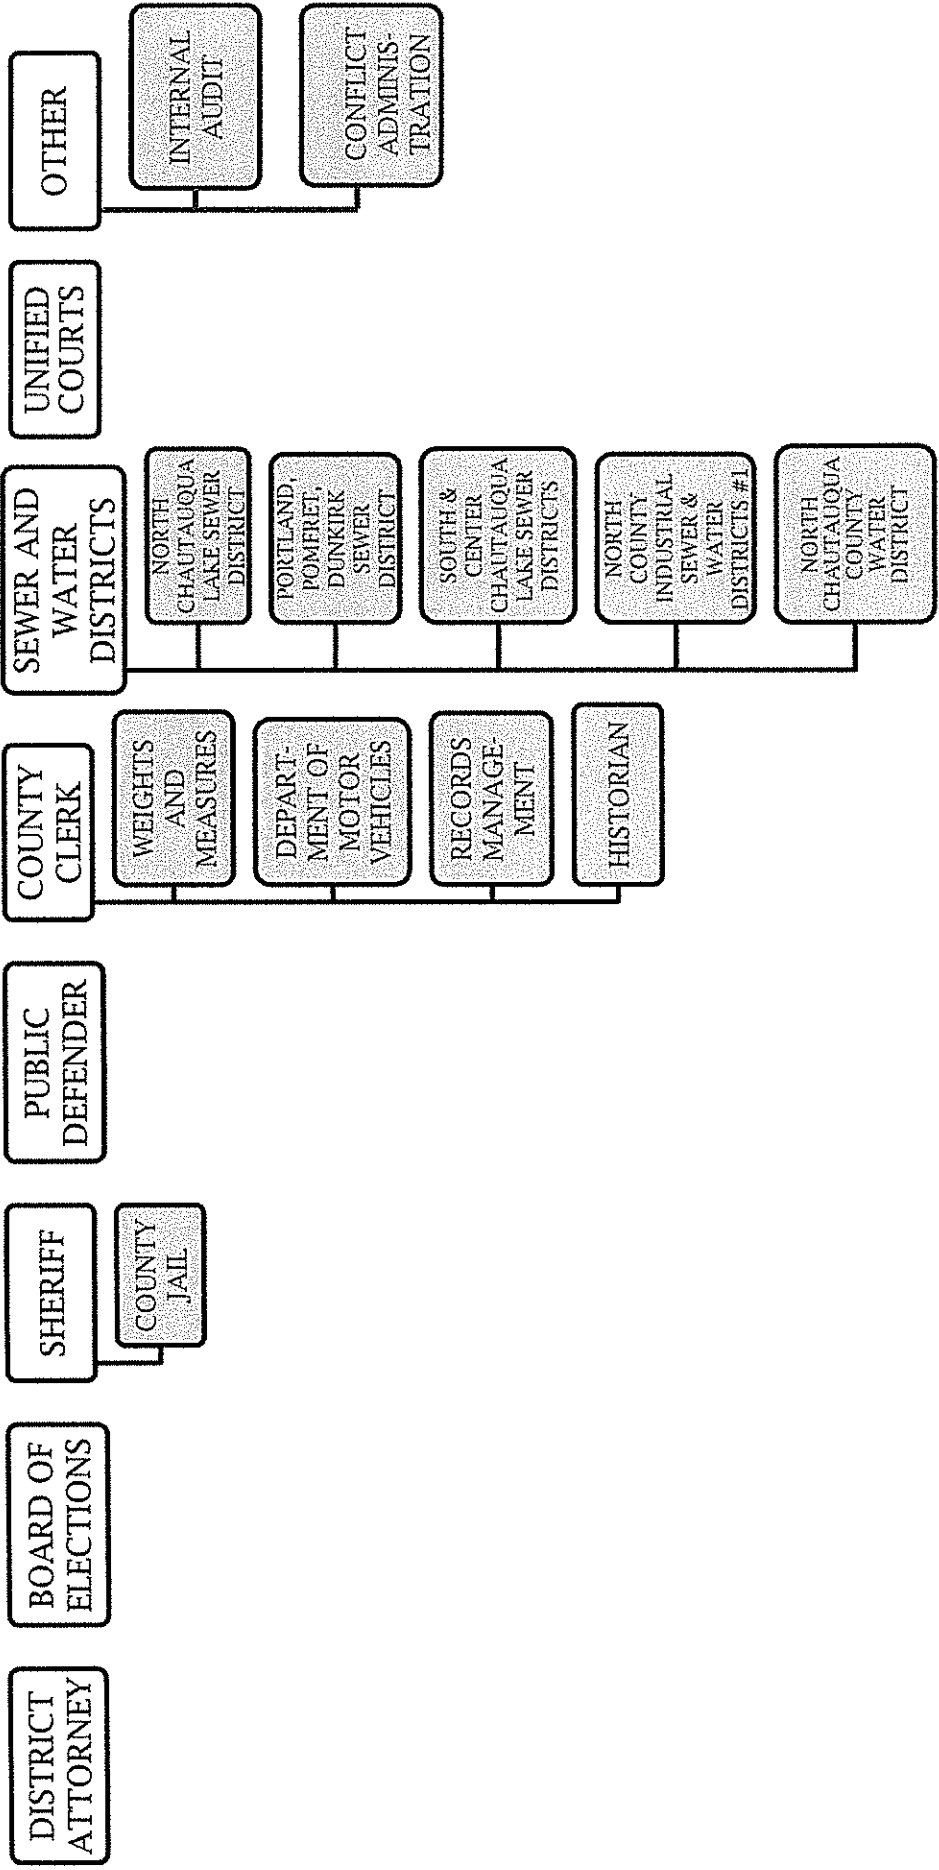 DISTRICT
ATTORNEY
BOARD OF
ELECTIONS
SHERIFF
COUNTY
JAIL
PUBLIC
DEFENDER
COUNTY
CLERK
WEIGHTS
AND
MEASURES
DEPART-
MENT OF
MOTOR
VEHICLES
RECORDS
MANAGE-
MENT
HISTORIAN
SEWER AND
WATER
DISTRICTS
NORTH
CHAUTAUQUA
LAKE SEWER
DISTRICT
PORTLAND,
POMFRET,
DUNKIRK
SEWER
DISTRICT
SOUTH &
CENTER
CHAUTAUQUA
LAKE SEWER
DISTRICTS
NORTH
COUNTY
INDUSTRIAL
SEWER &
WATER
DISTRICTS #1
NORTH
CHAUTAUQUA
COUNTY
WATER
DISTRICT
UNIFIED
COURTS
OTHER
INTERNAL
AUDIT
CONFLICT
ADMINIS-
TRATION